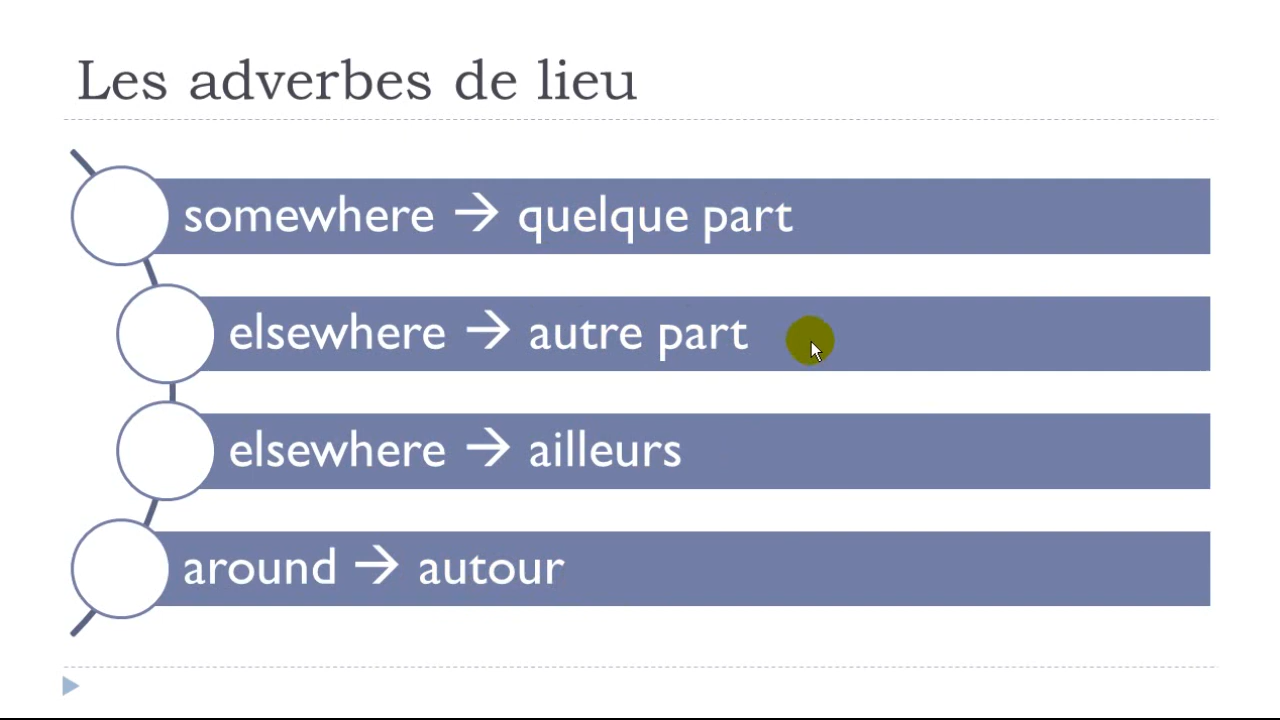 Les adverbes de lieu
somewhere → quelque part
elsewhere → autre part
elsewhere → ailleurs
around → autour